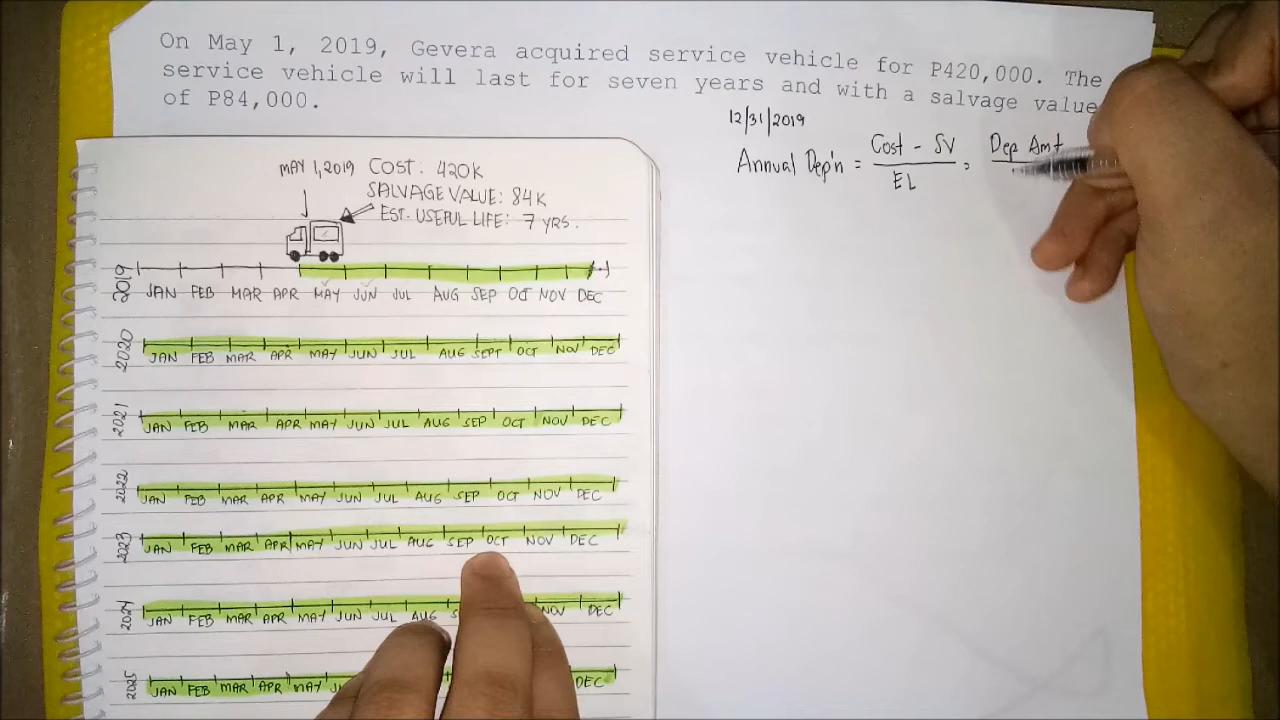 On May 1, 2019, Gevera acquired service vehicle for P420,000. The
service vehicle will last for seven years and with a salvage value
of P84,000.
12/31/2019
Annual Dep'n = Cost - SV = Dep Amt
EL
MAY 1, 2019 COST: 420K
SALVAGE VALUE: 84K
EST. USEFUL LIFE: 7 YRS.
2019
JAN FEB MAR APR MAY JUN JUL AUG SEP OCT NOV DEC
2020
JAN FEB MAR APR MAY JUN JUL AUG SEPT OCT NOV DEC
2021
JAN FEB MAR APR MAY JUN JUL AUG SEP OCT NOV DEC
2022
JAN FEB MAR APR MAY JUN JUL AUG SEP OCT NOV DEC
2023
JAN FEB MAR APR MAY JUN JUL AUG SEP OCT NOV DEC
2024
JAN FEB MAR APR MAY JUN JUL AUG NOV DEC
2025
JAN FEB MAR APR MAY DEC